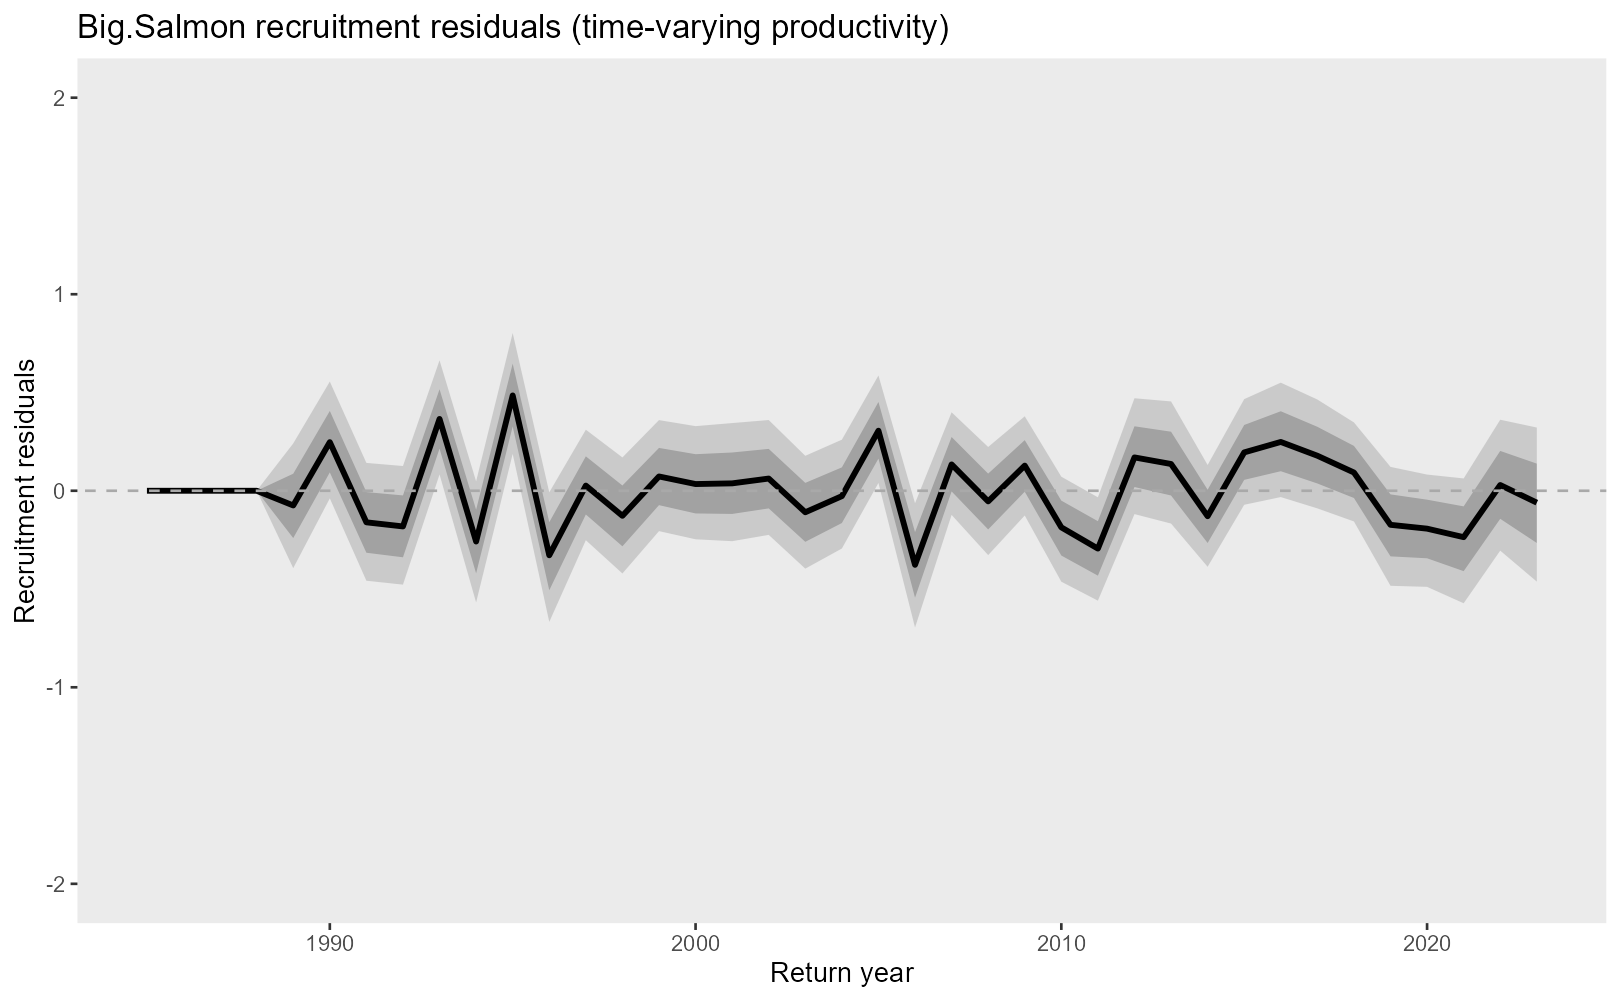 Big.Salmon recruitment residuals (time-varying productivity)
2
1
0
-1
-2
Recruitment residuals
1990 2000 2010 2020
Return year